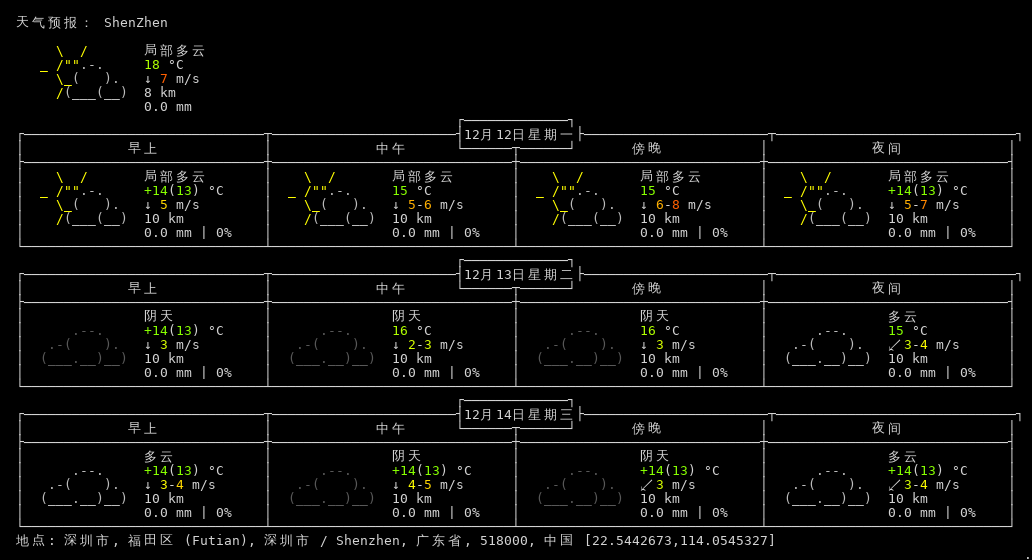 天气预报： ShenZhen
局部多云
18 °C
↓ 7 m/s
8 km
0.0 mm
12月12日星期一
早上 中午 傍晚 夜间
局部多云 局部多云 局部多云 局部多云
+14(13) °C 15 °C 15 °C +14(13) °C
↓ 5 m/s ↓ 5-6 m/s ↓ 6-8 m/s ↓ 5-7 m/s
10 km 10 km 10 km 10 km
0.0 mm | 0% 0.0 mm | 0% 0.0 mm | 0% 0.0 mm | 0%
12月13日星期二
早上 中午 傍晚 夜间
阴天 阴天 阴天 多云
+14(13) °C 16 °C 16 °C 15 °C
↓ 3 m/s ↓ 2-3 m/s ↓ 3 m/s ↙ 3-4 m/s
10 km 10 km 10 km 10 km
0.0 mm | 0% 0.0 mm | 0% 0.0 mm | 0% 0.0 mm | 0%
12月14日星期三
早上 中午 傍晚 夜间
多云 阴天 阴天 多云
+14(13) °C +14(13) °C +14(13) °C +14(13) °C
↓ 3-4 m/s ↓ 4-5 m/s ↙ 3 m/s ↙ 3-4 m/s
10 km 10 km 10 km 10 km
0.0 mm | 0% 0.0 mm | 0% 0.0 mm | 0% 0.0 mm | 0%
地点: 深圳市, 福田区 (Futian), 深圳市 / Shenzhen, 广东省, 518000, 中国 [22.5442673,114.0545327]